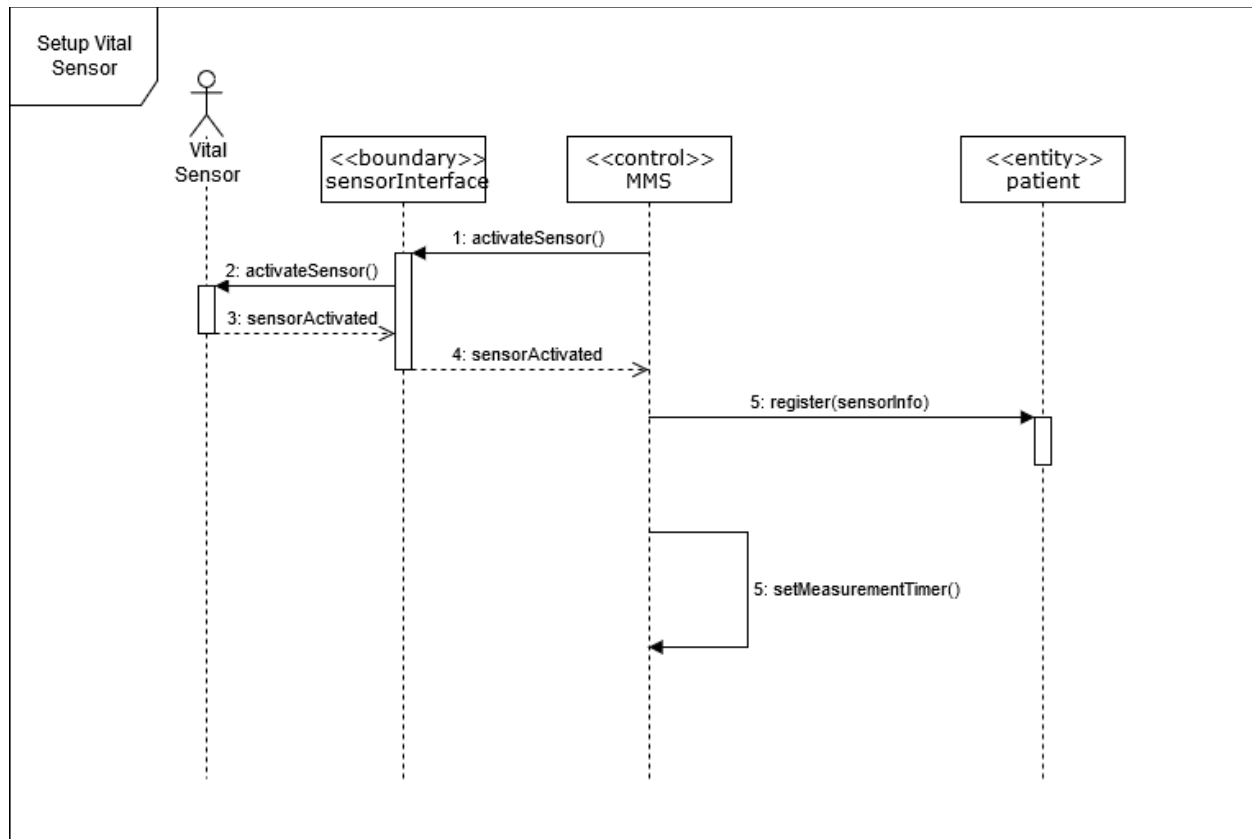 Setup Vital
Sensor
Vital
Sensor
<<boundary>>
sensorInterface
<<control>>
MMS
<<entity>>
patient
1: activateSensor()
2: activateSensor()
3: sensorActivated
4: sensorActivated
5: register(sensorInfo)
5: setMeasurementTimer()